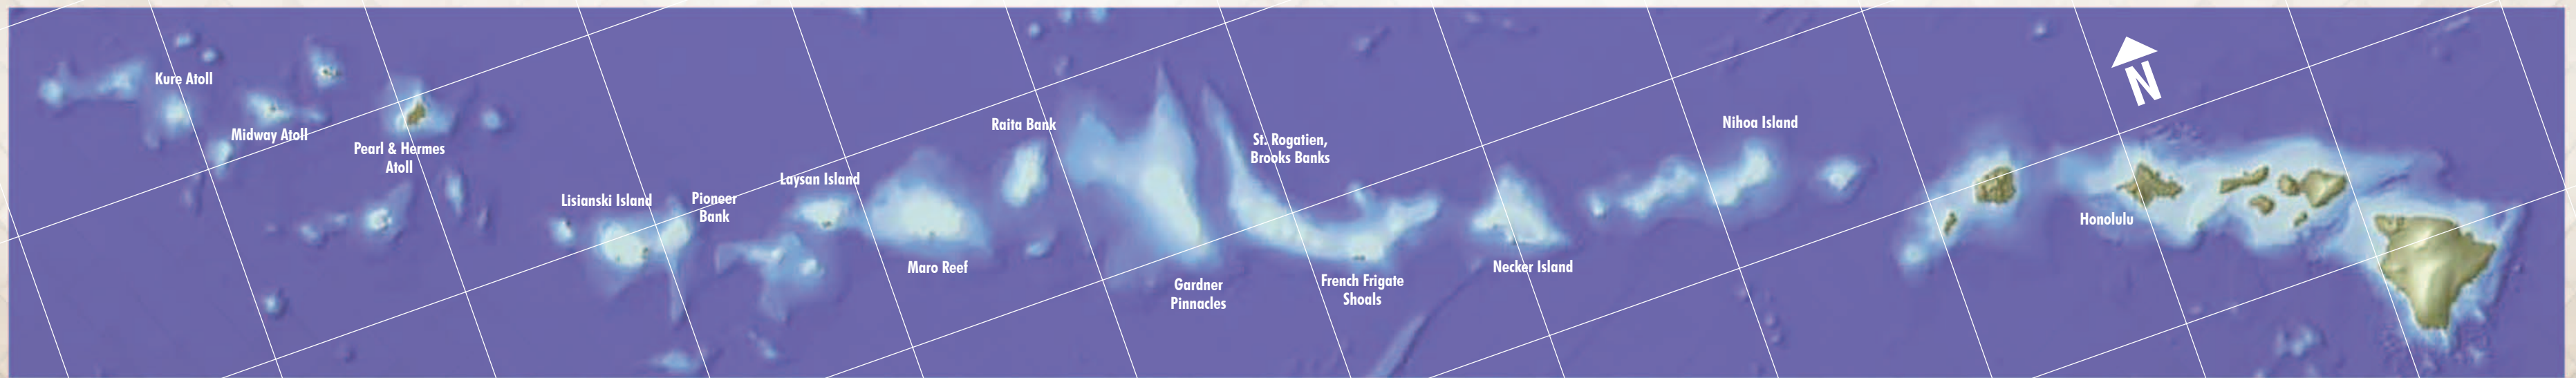 Kure Atoll
Midway Atoll
Pearl & Hermes
Atoll
Lisianski Island
Pioneer
Bank
Laysan Island
Maro Reef
Raita Bank
Gardner
Pinnacles
St. Rogatien,
Brooks Banks
French Frigate
Shoals
Necker Island
Nihoa Island
Honolulu
N